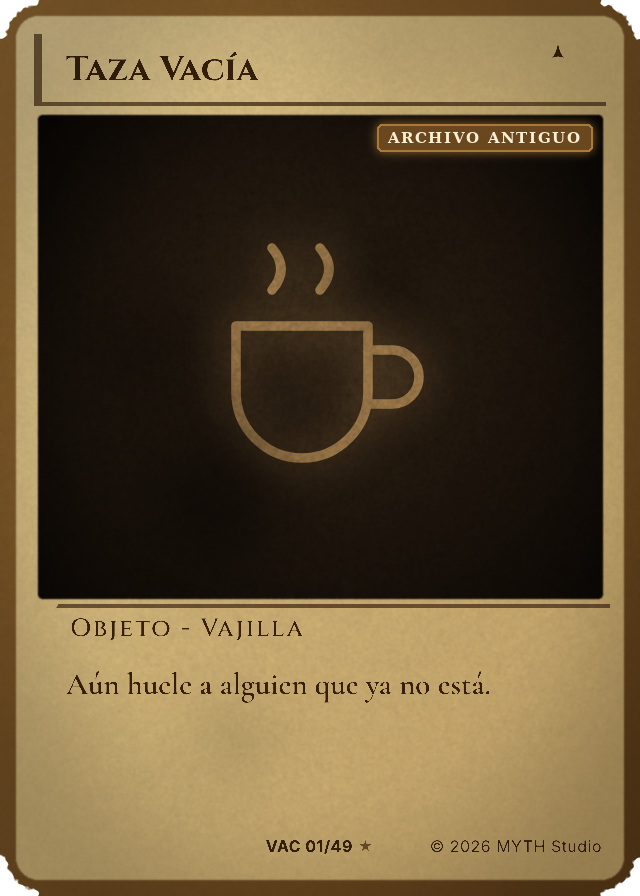 Taza Vacía
ARCHIVO ANTIGUO
Objeto - Vajilla
Aún huele a alguien que ya no está.
VAC 01/49 ★
© 2026 MYTH Studio